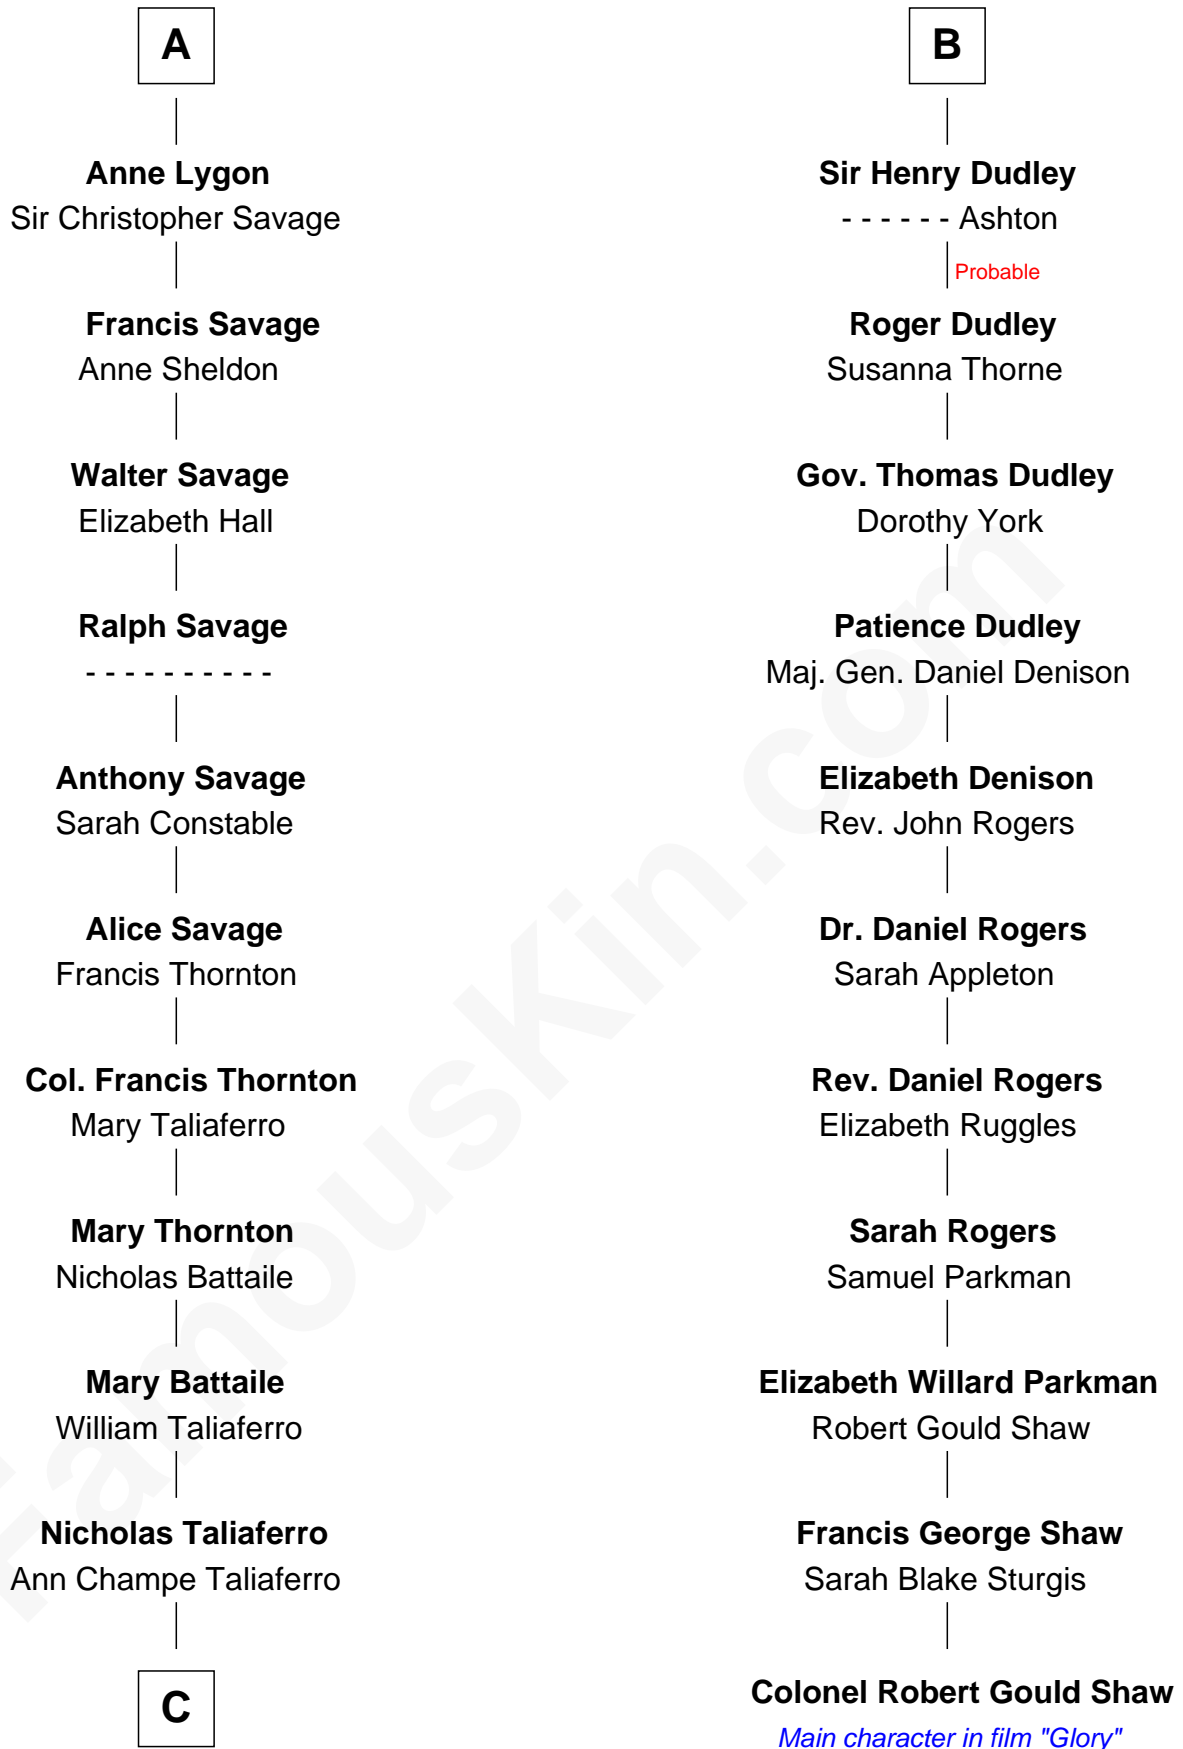 A
Anne Lygon
Sir Christopher Savage
Francis Savage
Anne Sheldon
Walter Savage
Elizabeth Hall
Ralph Savage
- - - - - - - - - -
Anthony Savage
Sarah Constable
Alice Savage
Francis Thornton
Col. Francis Thornton
Mary Taliaferro
Mary Thornton
Nicholas Battaile
Mary Battaile
William Taliaferro
Nicholas Taliaferro
Ann Champe Taliaferro
C
B
Sir Henry Dudley
- - - - - - Ashton
Probable
Roger Dudley
Susanna Thorne
Gov. Thomas Dudley
Dorothy York
Patience Dudley
Maj. Gen. Daniel Denison
Elizabeth Denison
Rev. John Rogers
Dr. Daniel Rogers
Sarah Appleton
Rev. Daniel Rogers
Elizabeth Ruggles
Sarah Rogers
Samuel Parkman
Elizabeth Willard Parkman
Robert Gould Shaw
Francis George Shaw
Sarah Blake Sturgis
Colonel Robert Gould Shaw
Main character in film "Glory"
FamousKin.com